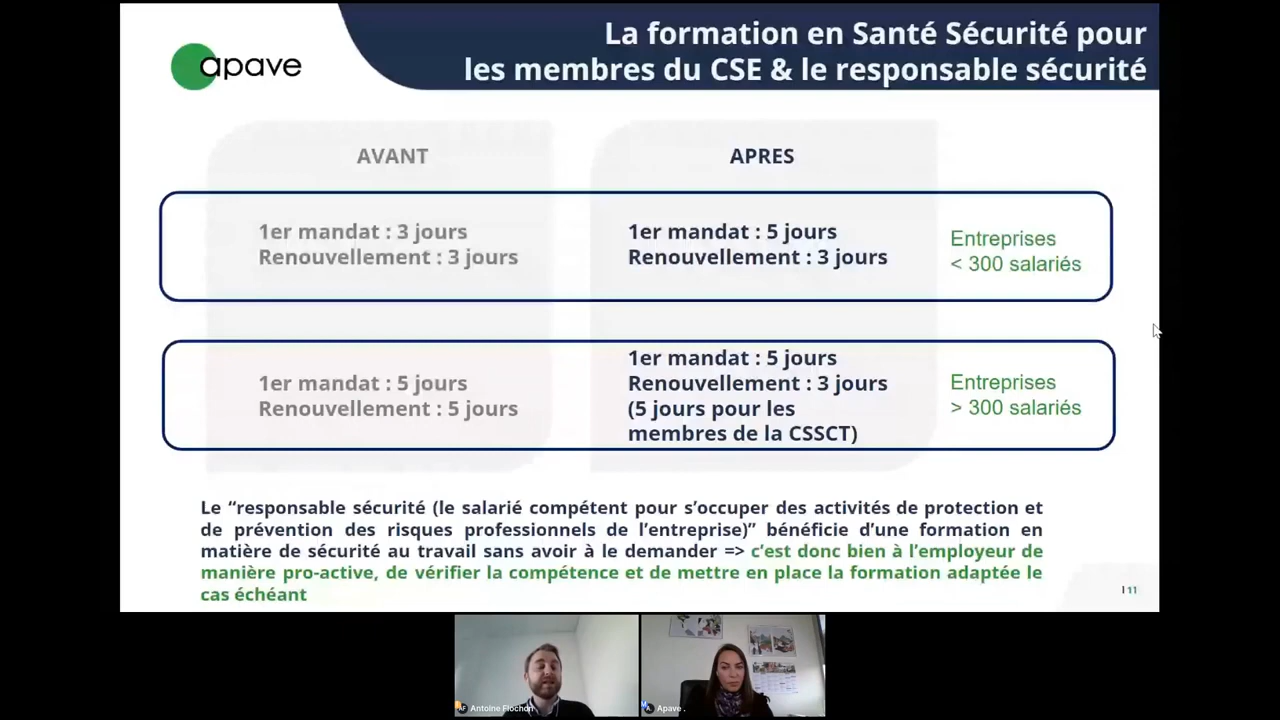 La formation en Santé Sécurité pour
les membres du CSE & le responsable sécurité
apave
AVANT
APRES
1er mandat : 3 jours
Renouvellement : 3 jours
1er mandat : 5 jours
Renouvellement : 3 jours
Entreprises
< 300 salariés
1er mandat : 5 jours
Renouvellement : 5 jours
1er mandat : 5 jours
Renouvellement : 3 jours
(5 jours pour les
membres de la CSSCT)
Entreprises
> 300 salariés
Le “responsable sécurité (le salarié compétent pour s’occuper des activités de protection et
de prévention des risques professionnels de l’entreprise)” bénéficie d’une formation en
matière de sécurité au travail sans avoir à le demander => c’est donc bien à l’employeur de
manière pro-active, de vérifier la compétence et de mettre en place la formation adaptée le
cas échéant
I 11
AF Antoine Flochon
A. Apave .